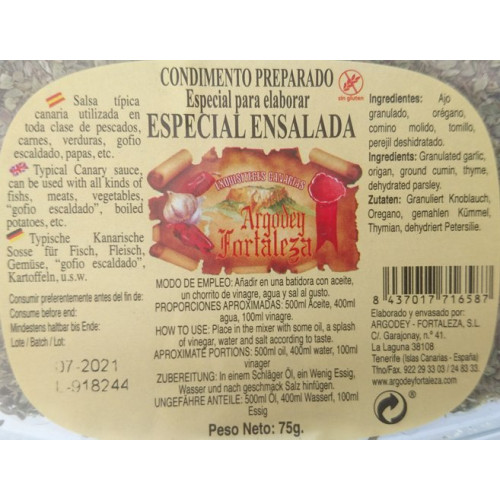 CONDIMENTO PREPARADO
Especial para elaborar
ESPECIAL ENSALADA
sin gluten
Salsa típica
canaria utilizada en
toda clase de pescados,
carnes, verduras, gofio
escaldado, papas, etc.
Typical Canary sauce,
can be used with all kinds of
fishs, meats, vegetables,
"gofio escaldado", boiled
potatoes, etc.
Typische Kanarische
Sosse für Fisch, Fleisch,
Gemüse, "gofio escaldado",
Kartoffeln, u.s.w.
Consumir preferentemente antes del fin de:
Consume before end:
Mindestens haltbar bis Ende:
Lote / Batch / Lot:
07-2021
L-918244
EXQUISITECES CANARIAS
Argodey
Fortaleza
MODO DE EMPLEO: Añadir en una batidora con aceite,
un chorrito de vinagre, agua y sal al gusto.
PROPORCIONES APROXIMADAS: 500ml Aceite, 400ml
agua, 100ml vinagre.
HOW TO USE: Place in the mixer with some oil, a splash
of vinegar, water and salt according to taste.
APROXIMATE PORTIONS: 500ml oil, 400ml water, 100ml
vinager
ZUBEREITUNG: In einem Schläger Öl, ein Wenig Essig,
Wasser und nach geschmack Salz hinfügen.
UNGEFÄHRE ANTEILE: 500ml Öl, 400ml Wasserf, 100ml
Essig
Peso Neto: 75g.
Ingredientes: Ajo
granulado, orégano,
comino molido, tomillo,
perejil deshidratado.
Ingredients: Granulated garlic,
origan, ground cumin, thyme,
dethydrated parsley.
Zutaten: Granuliert Knoblauch,
Oregano, gemahlen Kümmel,
Thymian, dehydriert Petersilie.
8 437017 716587
Elaborado y envasado por:
ARGODEY - FORTALEZA, S.L.
C/. Garajonay, n.º 41.
La Laguna 38108
Tenerife (Islas Canarias - España)
Tfno/Fax. 922 29 33 03 / 24 83 33.
www.argodeyfortaleza.com